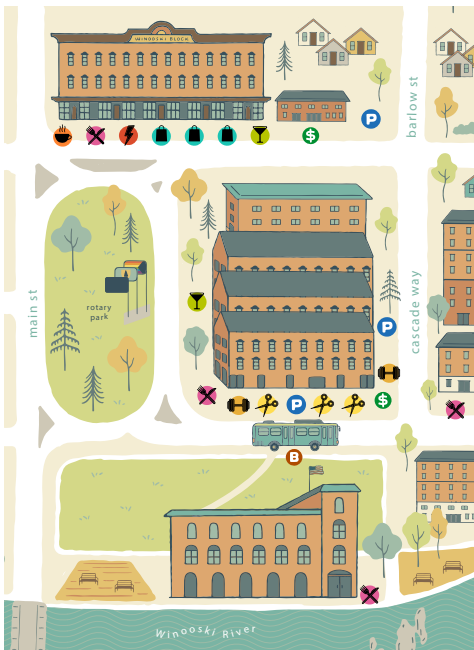 WINOOSKI BLOCK
P
$
barlow st
main st
rotary
park
cascade way
P
P
$
B
Winooski River